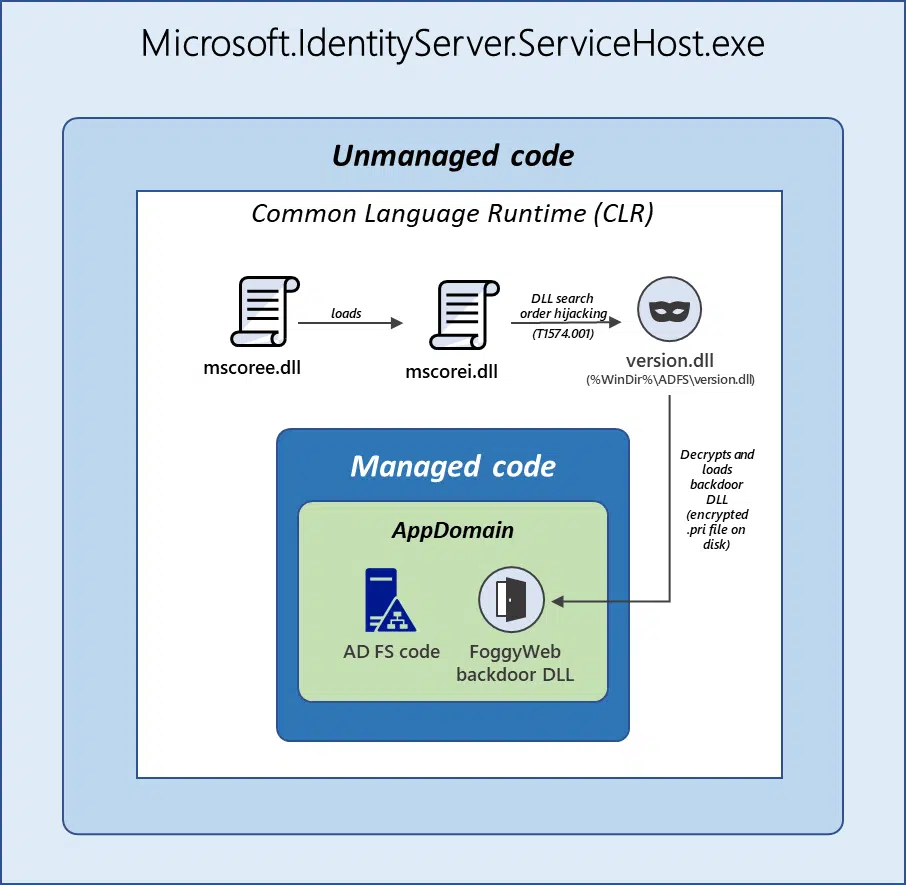 Microsoft.IdentityServer.ServiceHost.exe
Unmanaged code
Common Language Runtime (CLR)
loads
DLL search
order hijacking
(T1574.001)
mscoree.dll
mscorei.dll
version.dll
(%WinDir%\ADFS\version.dll)
Managed code
Decrypts and
loads
backdoor
DLL
(encrypted
.pri file on
disk)
AppDomain
AD FS code
FoggyWeb
backdoor DLL